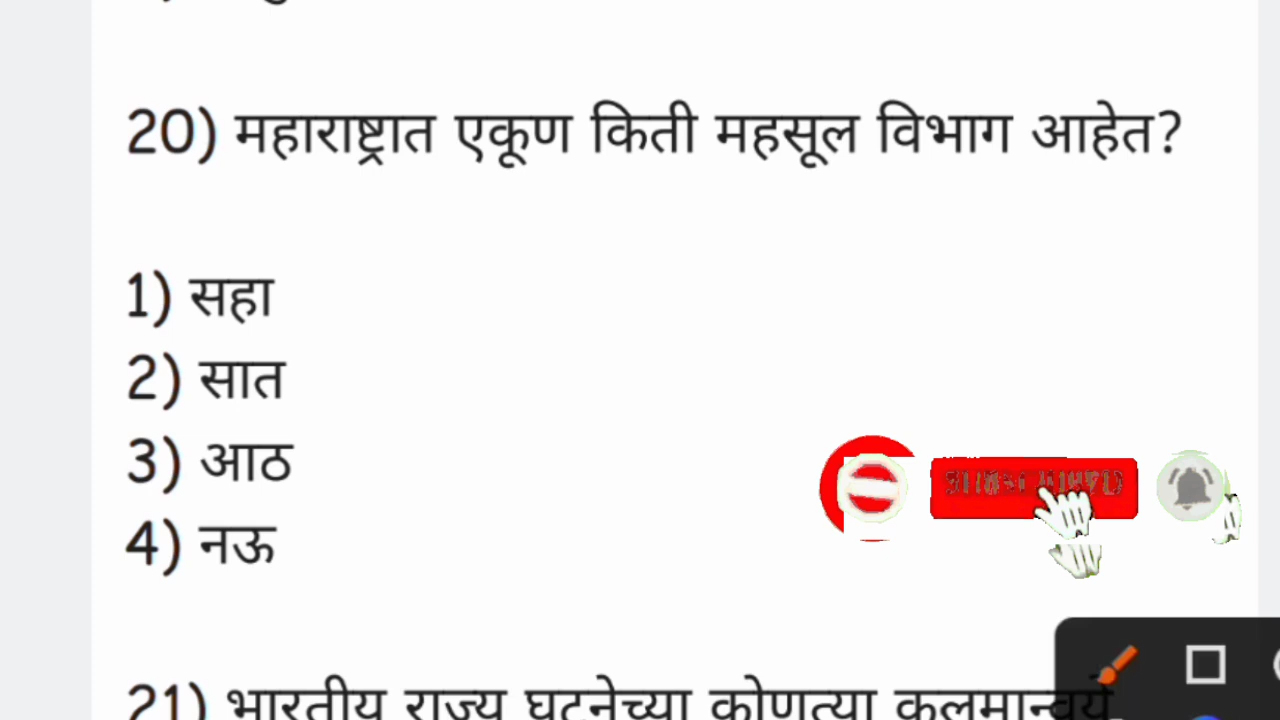 20) महाराष्ट्रात एकूण किती महसूल विभाग आहेत?
1) सहा
2) सात
3) आठ
4) नऊ
21) भारतीय राज्य घटनेच्या कोणत्या कलमान्वये